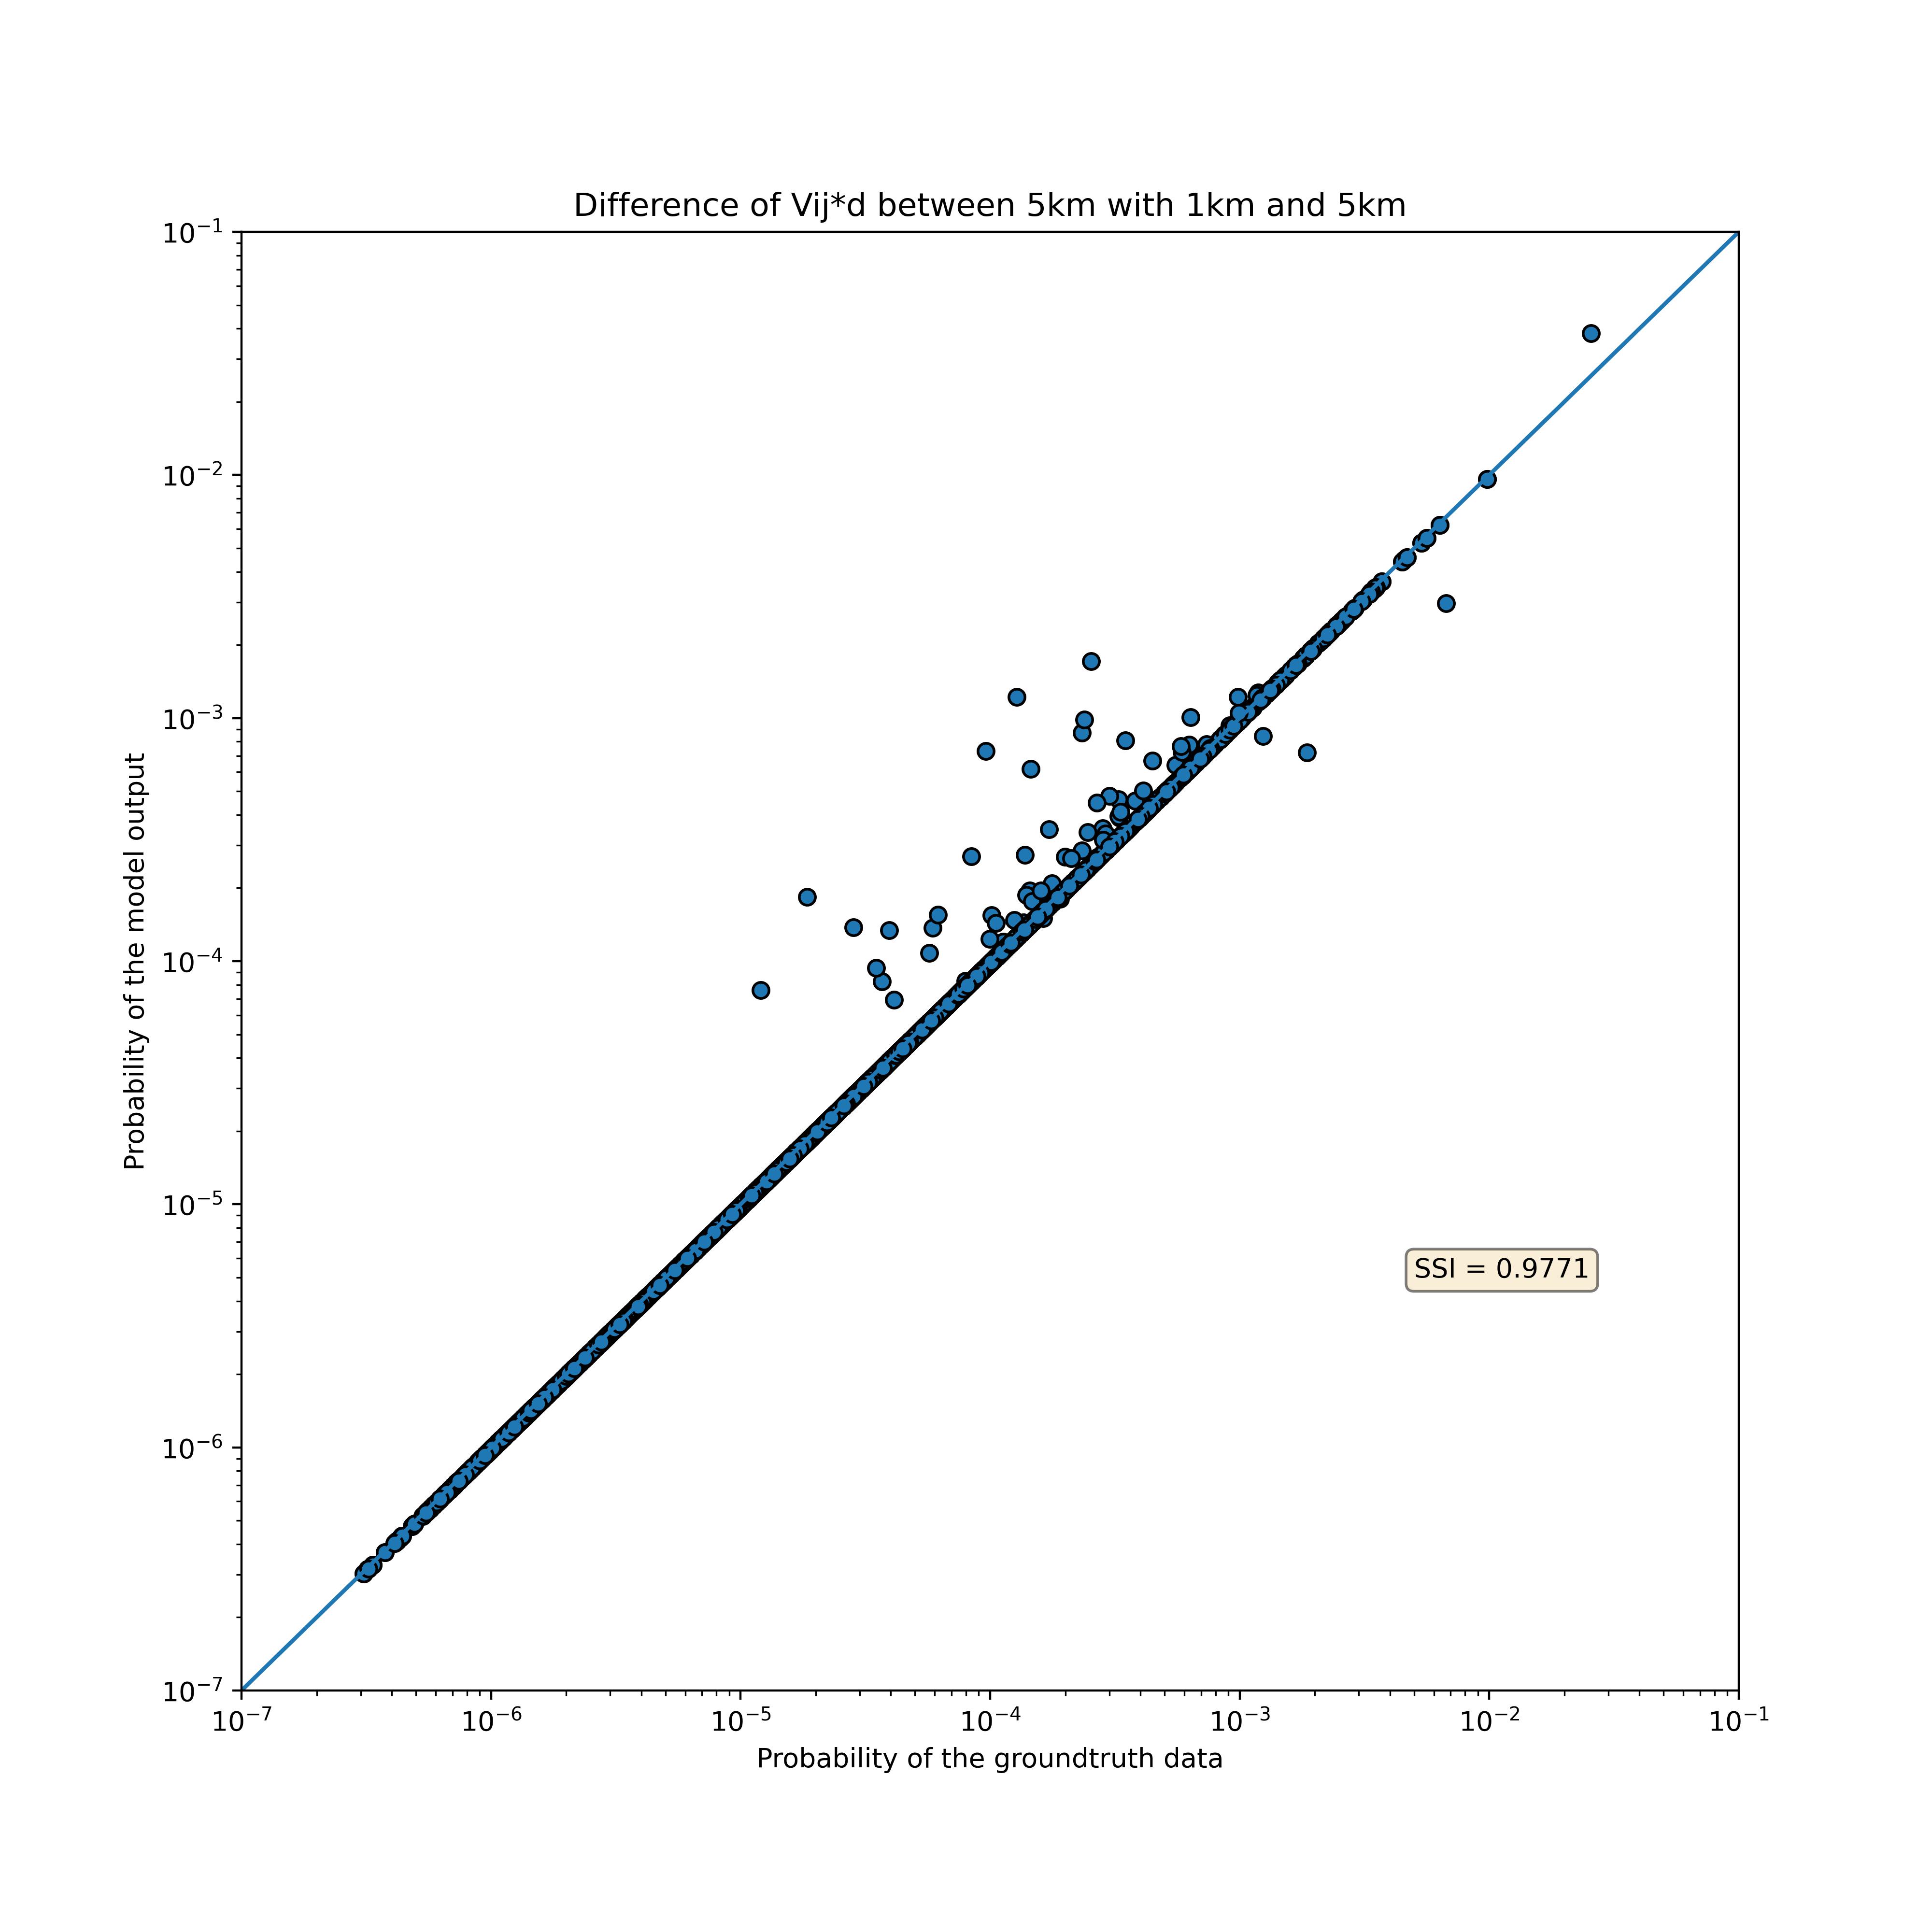 Difference of Vij*d between 5km with 1km and 5km
Probability of the model output
10⁻¹
10⁻²
10⁻³
10⁻⁴
10⁻⁵
10⁻⁶
10⁻⁷
SSI = 0.9771
10⁻⁷ 10⁻⁶ 10⁻⁵ 10⁻⁴ 10⁻³ 10⁻² 10⁻¹
Probability of the groundtruth data